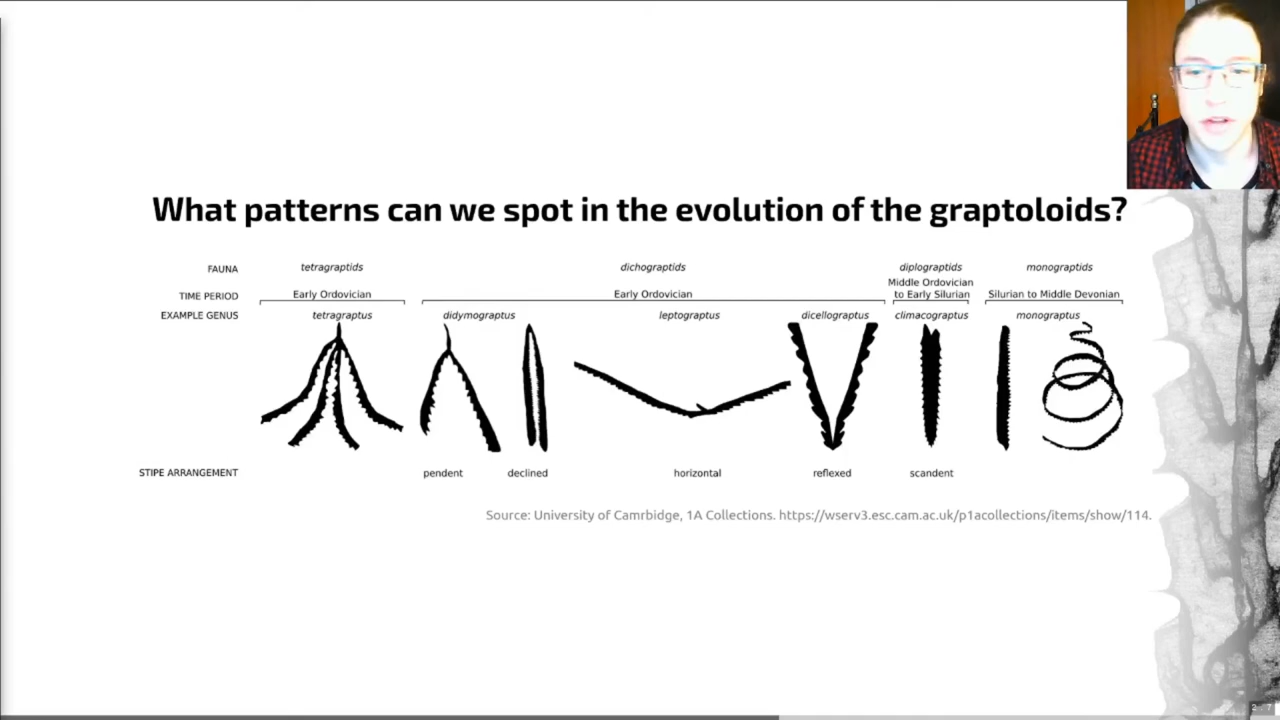 What patterns can we spot in the evolution of the graptoloids?
FAUNA tetragraptids dichograptids diplograptids monograptids
TIME PERIOD Early Ordovician Early Ordovician Middle Ordovician to Early Silurian Silurian to Middle Devonian
EXAMPLE GENUS tetragraptus didymograptus leptograptus dicellograptus climacograptus monograptus
STIPE ARRANGEMENT pendent declined horizontal reflexed scandent
Source: University of Camrbidge, 1A Collections. https://wserv3.esc.cam.ac.uk/p1acollections/items/show/114.
2 / 7